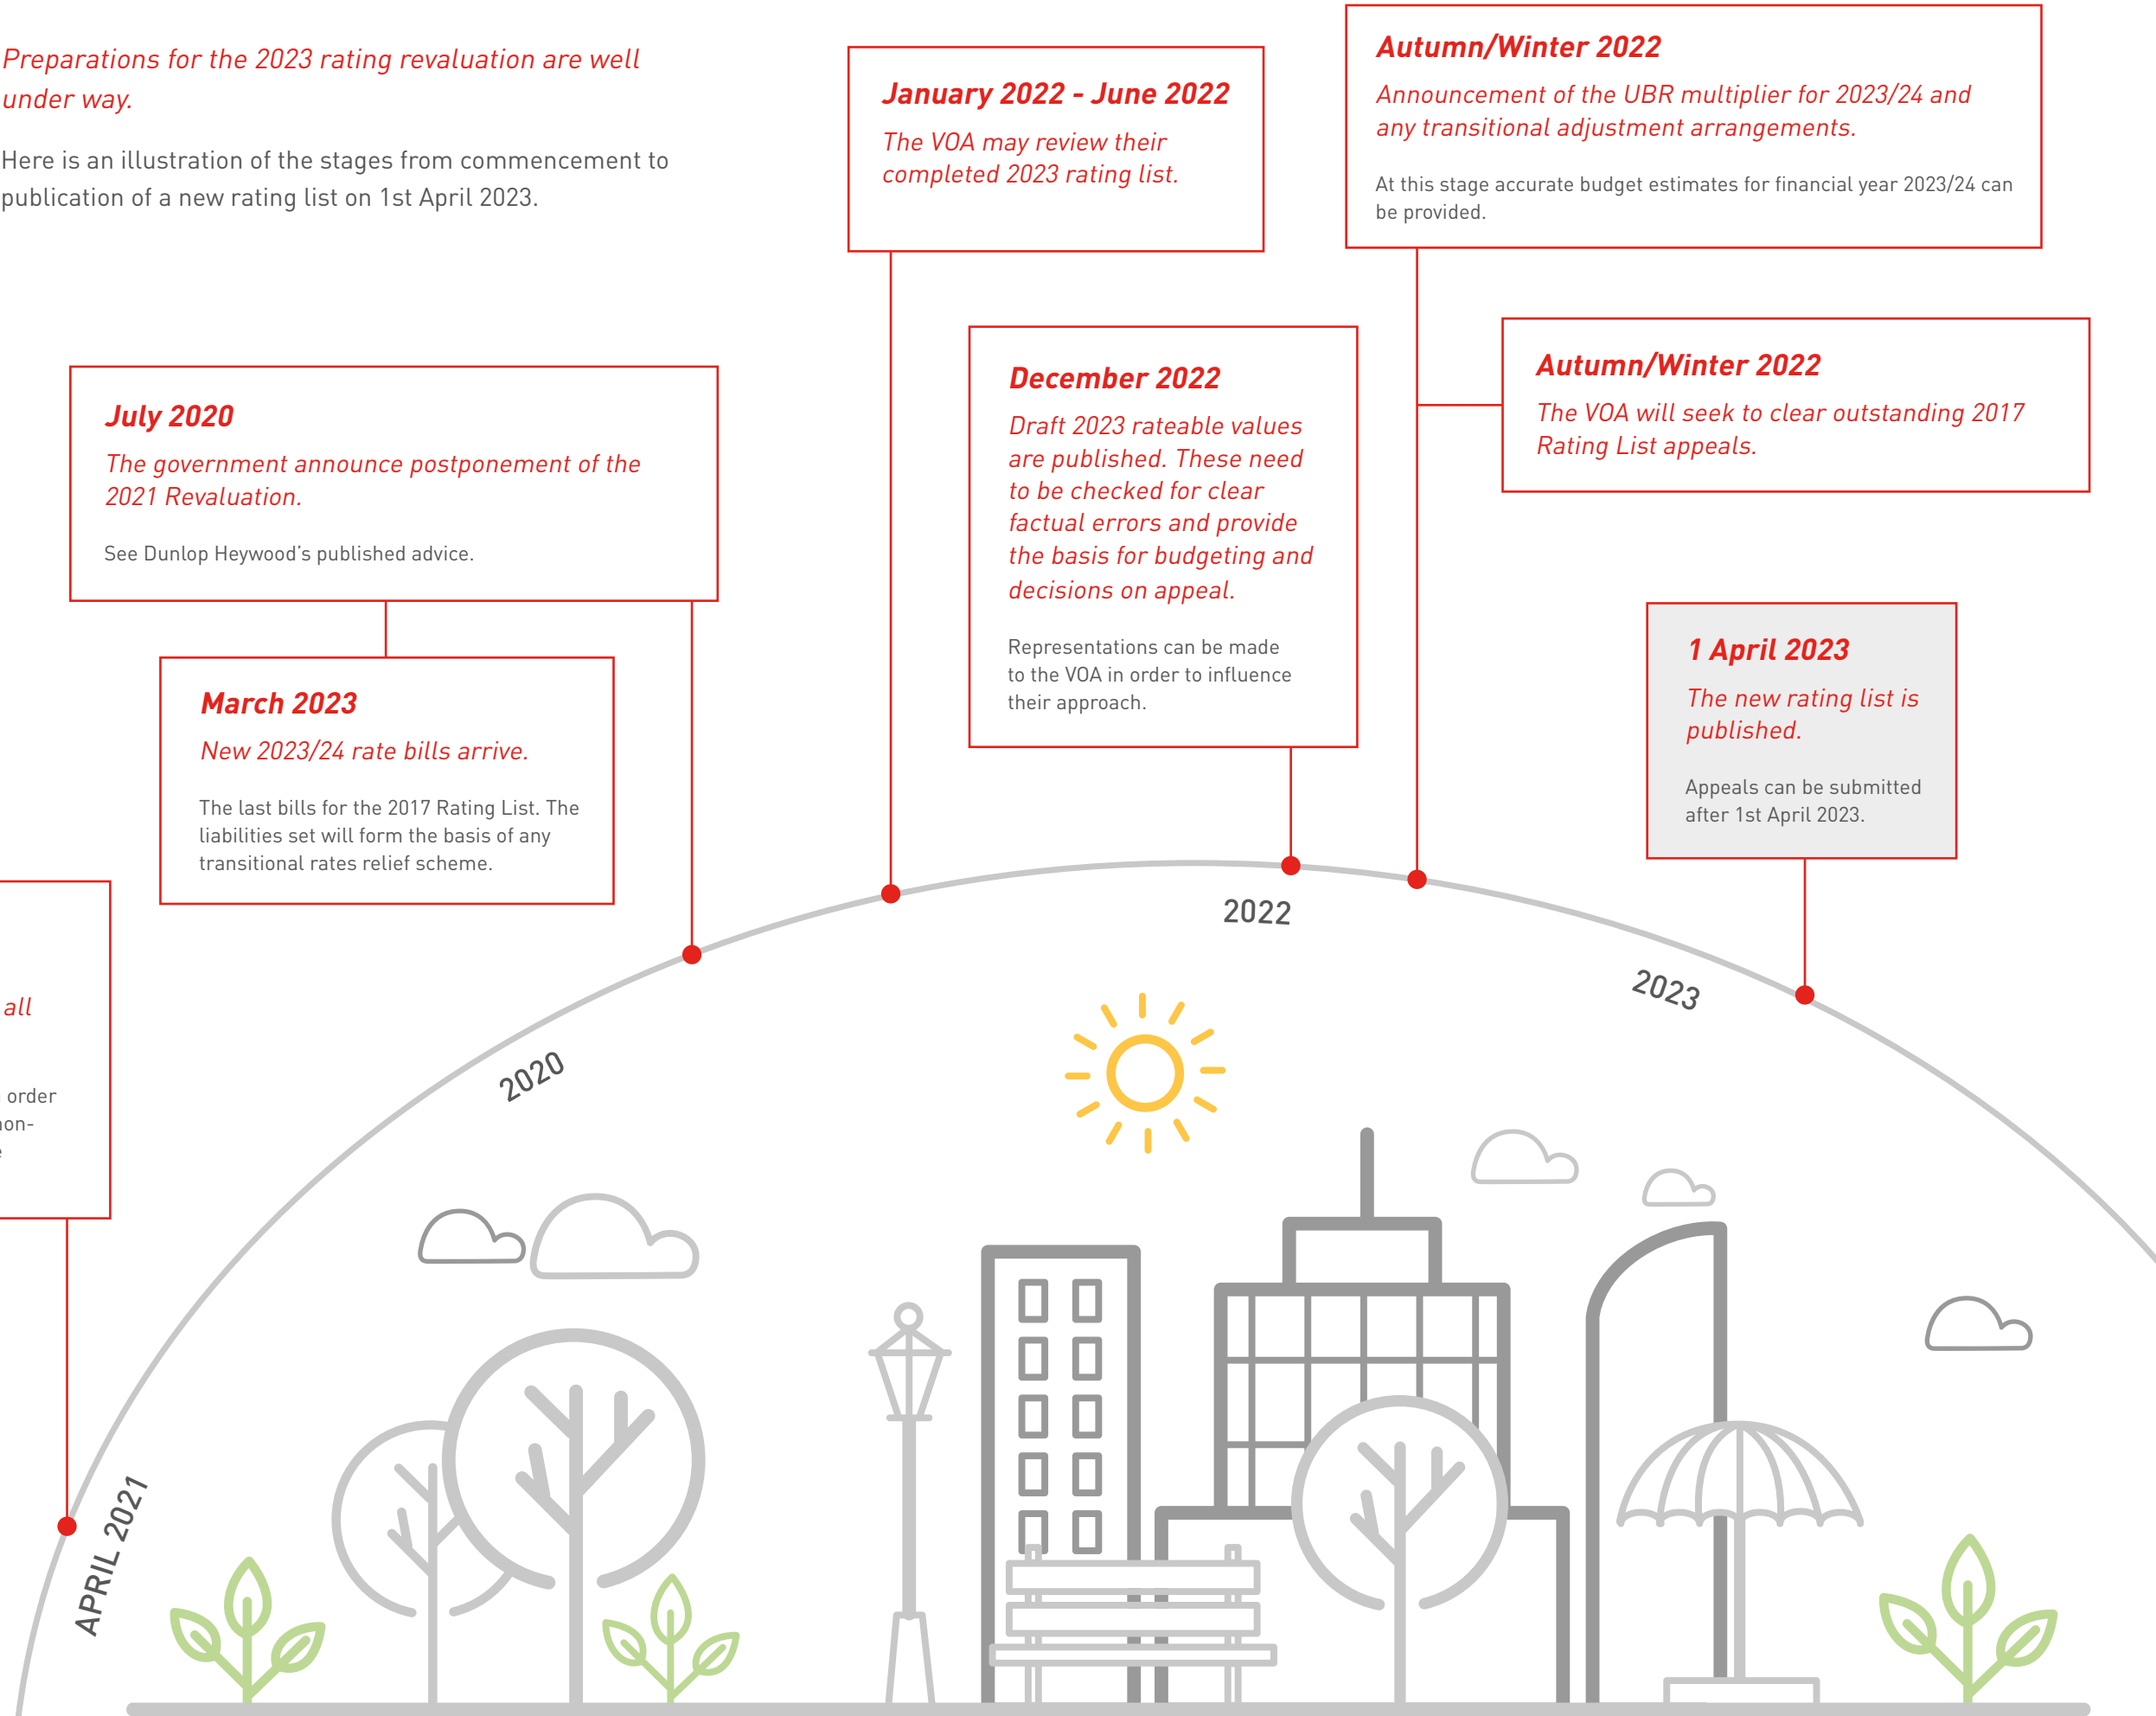 Preparations for the 2023 rating revaluation are well
under way.
Here is an illustration of the stages from commencement to
publication of a new rating list on 1st April 2023.
January 2022 - June 2022
The VOA may review their
completed 2023 rating list.
Autumn/Winter 2022
Announcement of the UBR multiplier for 2023/24 and
any transitional adjustment arrangements.
At this stage accurate budget estimates for financial year 2023/24 can
be provided.
July 2020
The government announce postponement of the
2021 Revaluation.
See Dunlop Heywood's published advice.
December 2022
Draft 2023 rateable values
are published. These need
to be checked for clear
factual errors and provide
the basis for budgeting and
decisions on appeal.
Representations can be made
to the VOA in order to influence
their approach.
Autumn/Winter 2022
The VOA will seek to clear outstanding 2017
Rating List appeals.
March 2023
New 2023/24 rate bills arrive.
The last bills for the 2017 Rating List. The
liabilities set will form the basis of any
transitional rates relief scheme.
1 April 2023
The new rating list is
published.
Appeals can be submitted
after 1st April 2023.
all
order
non-
2022
2023
2020
APRIL 2021